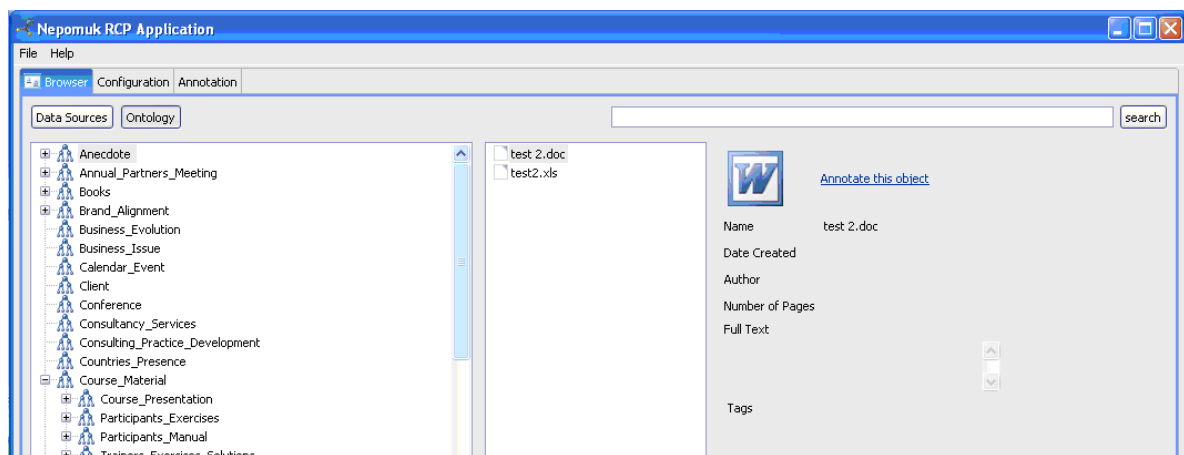 Nepomuk RCP Application
File Help
Browser Configuration Annotation
Data Sources Ontology search
Anecdote
Annual_Partners_Meeting
Books
Brand_Alignment
Business_Evolution
Business_Issue
Calendar_Event
Client
Conference
Consultancy_Services
Consulting_Practice_Development
Countries_Presence
Course_Material
Course_Presentation
Participants_Exercises
Participants_Manual
Trainers_Exercises_Solutions
test 2.doc
test2.xls
W
Annotate this object
Name test 2.doc
Date Created
Author
Number of Pages
Full Text
Tags